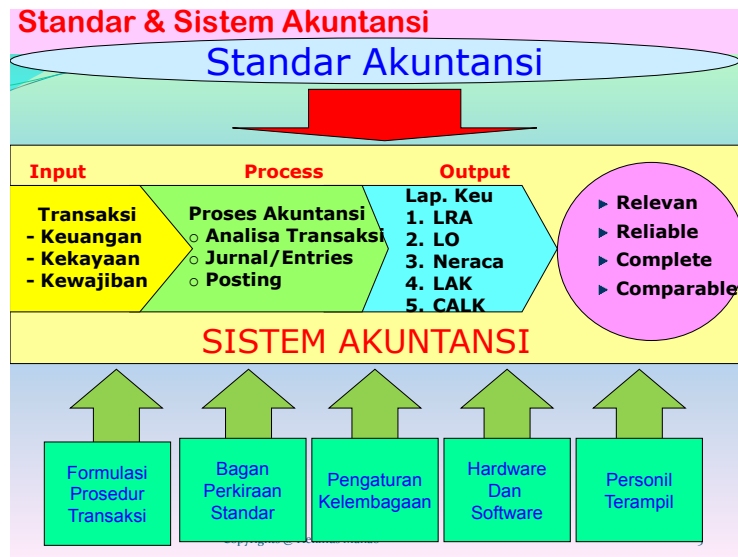 Standar & Sistem Akuntansi
Standar Akuntansi
Input
Process
Output
Transaksi
- Keuangan
- Kekayaan
- Kewajiban
Proses Akuntansi
o Analisa Transaksi
o Jurnal/Entries
o Posting
Lap. Keu
1. LRA
2. LO
3. Neraca
4. LAK
5. CALK
Relevan
Reliable
Complete
Comparable
SISTEM AKUNTANSI
Formulasi
Prosedur
Transaksi
Bagan
Perkiraan
Standar
Pengaturan
Kelembagaan
Hardware
Dan
Software
Personil
Terampil